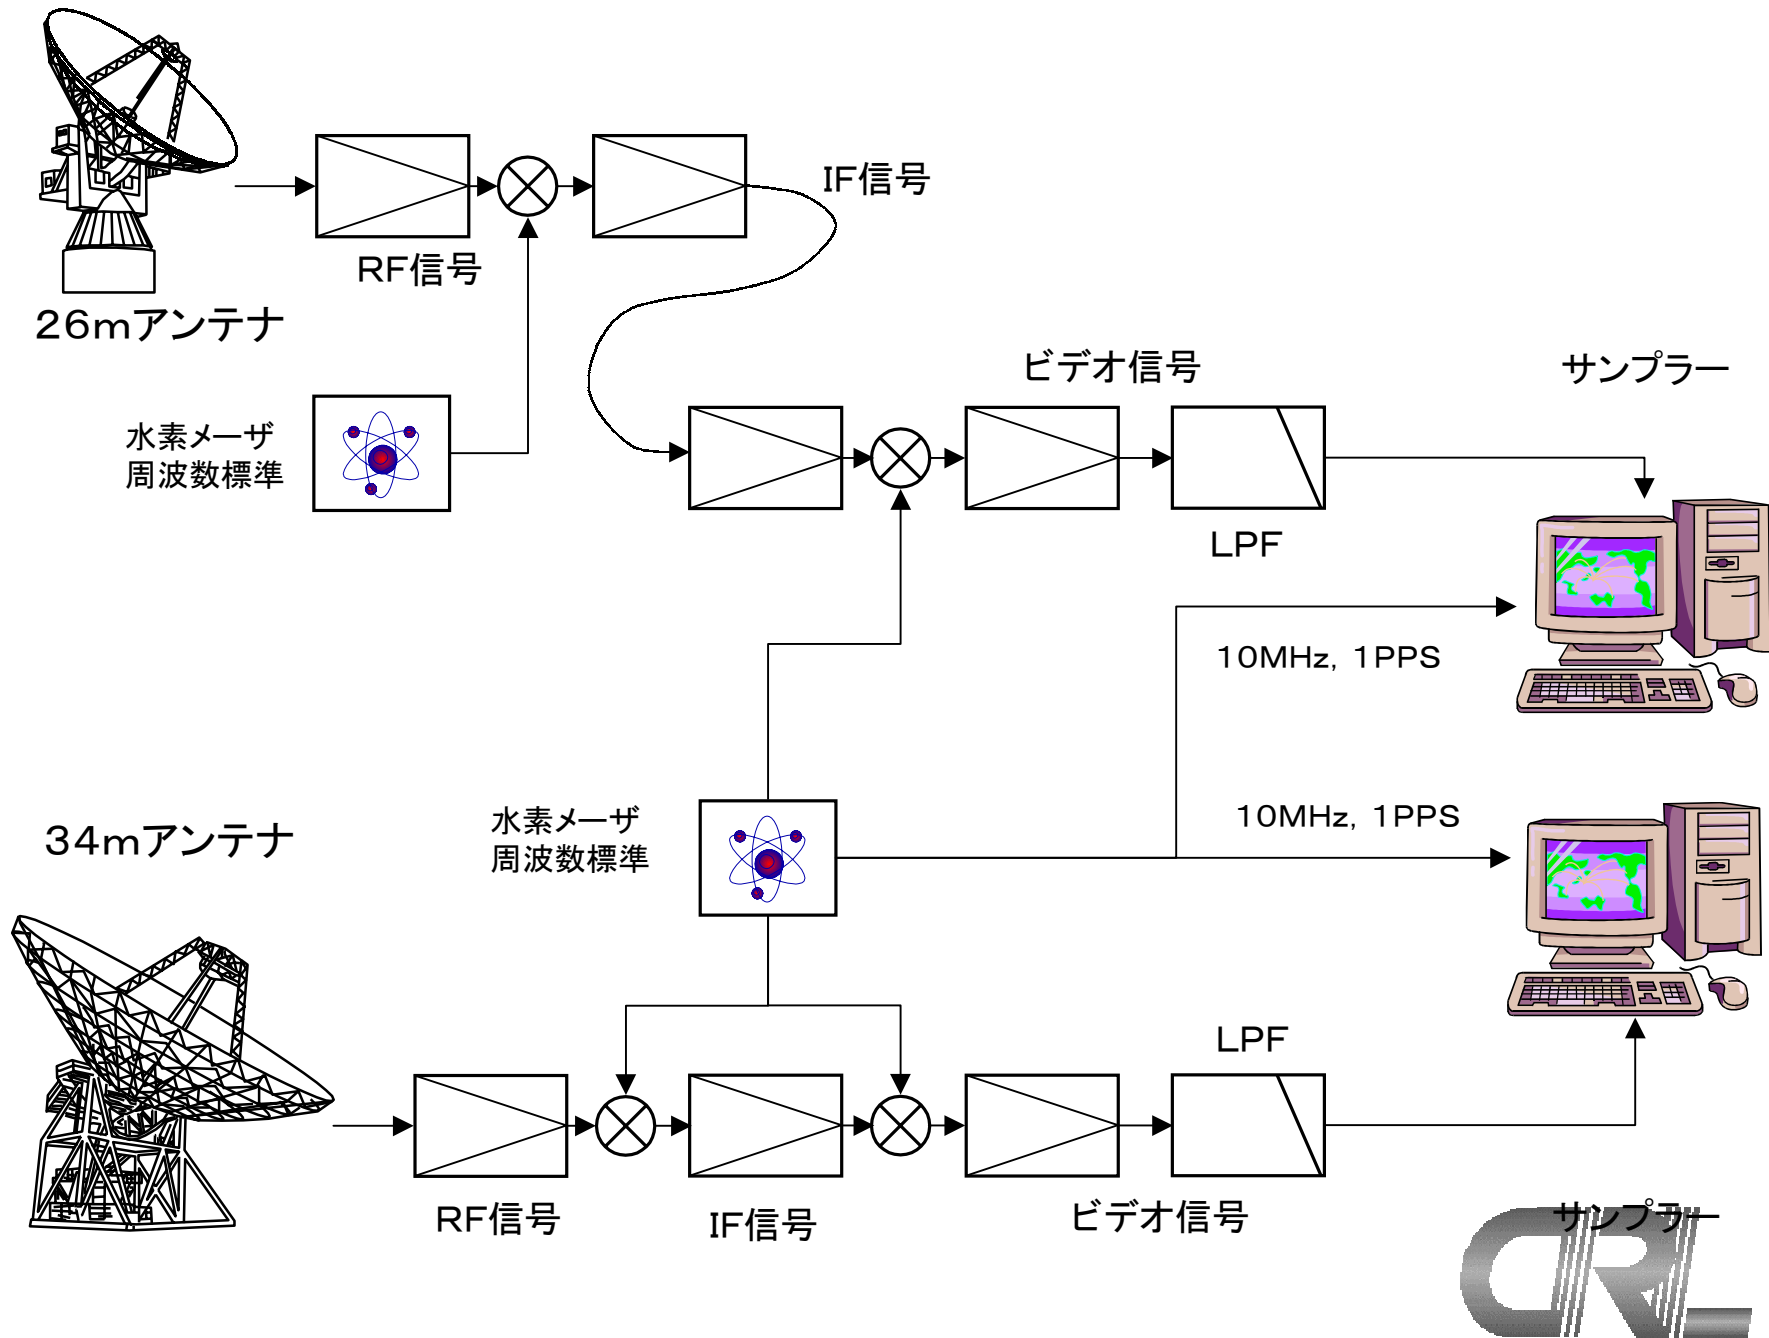 IF信号
RF信号
26mアンテナ
ビデオ信号
サンプラー
水素メーザ
周波数標準
LPF
10MHz, 1PPS
10MHz, 1PPS
水素メーザ
周波数標準
34mアンテナ
LPF
RF信号
IF信号
ビデオ信号
サンプラー
CRL